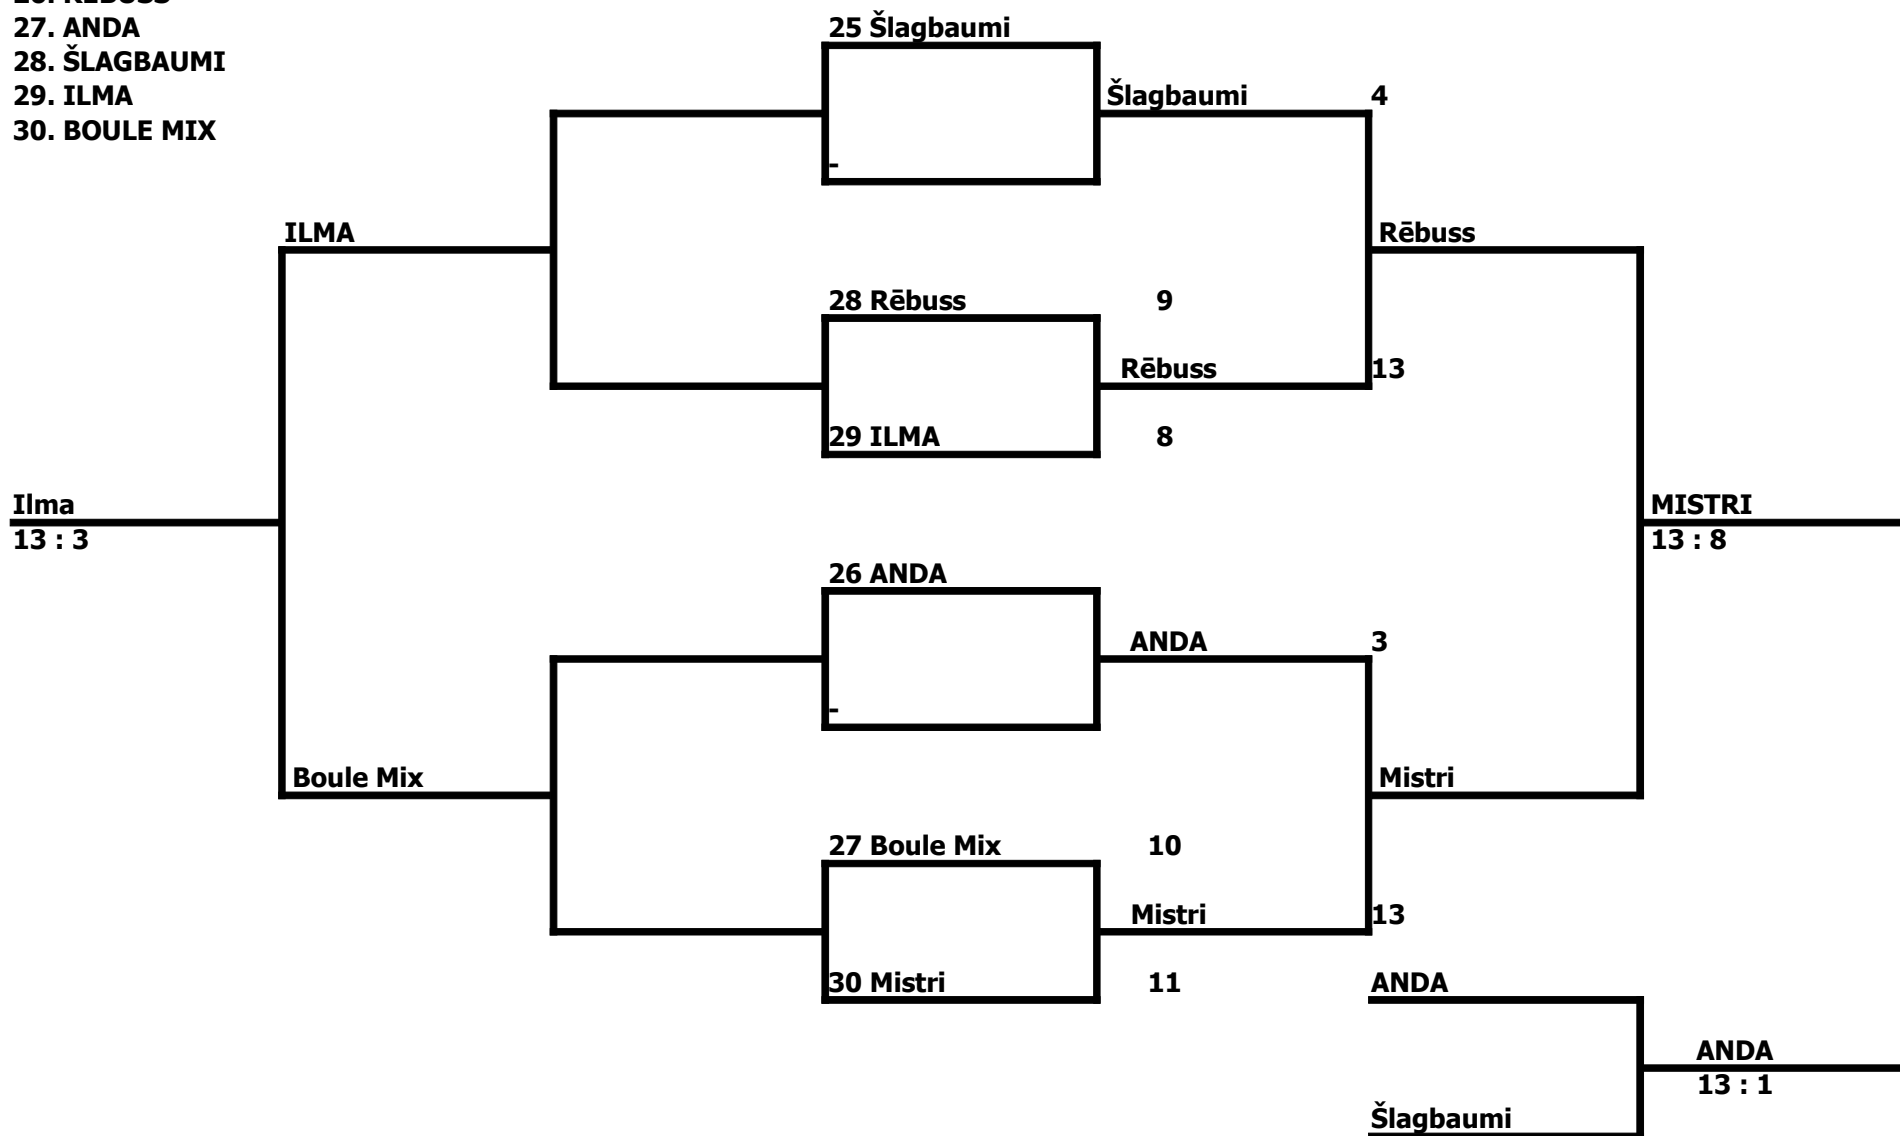 27. ANDA
28. ŠLAGBAUMI
29. ILMA
30. BOULE MIX
25 Šlagbaumi
Šlagbaumi 4
-
ILMA
Rēbuss
28 Rēbuss 9
Rēbuss 13
29 ILMA 8
Ilma
13 : 3
MISTRI
13 : 8
26 ANDA
ANDA 3
-
Boule Mix
Mistri
27 Boule Mix 10
Mistri 13
30 Mistri 11
ANDA
ANDA
13 : 1
Šlagbaumi